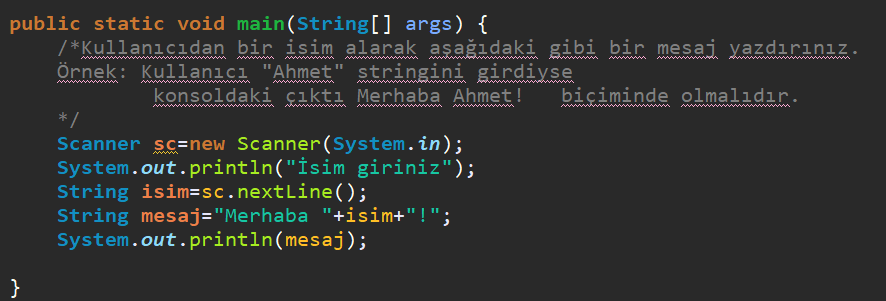 public static void main(String[] args) {
/*Kullanıcıdan bir isim alarak aşağıdaki gibi bir mesaj yazdırınız.
Örnek: Kullanıcı "Ahmet" stringini girdiyse
konsoldaki çıktı Merhaba Ahmet!   biçiminde olmalıdır.
*/
Scanner sc=new Scanner(System.in);
System.out.println("İsim giriniz");
String isim=sc.nextLine();
String mesaj="Merhaba "+isim+"!";
System.out.println(mesaj);
}